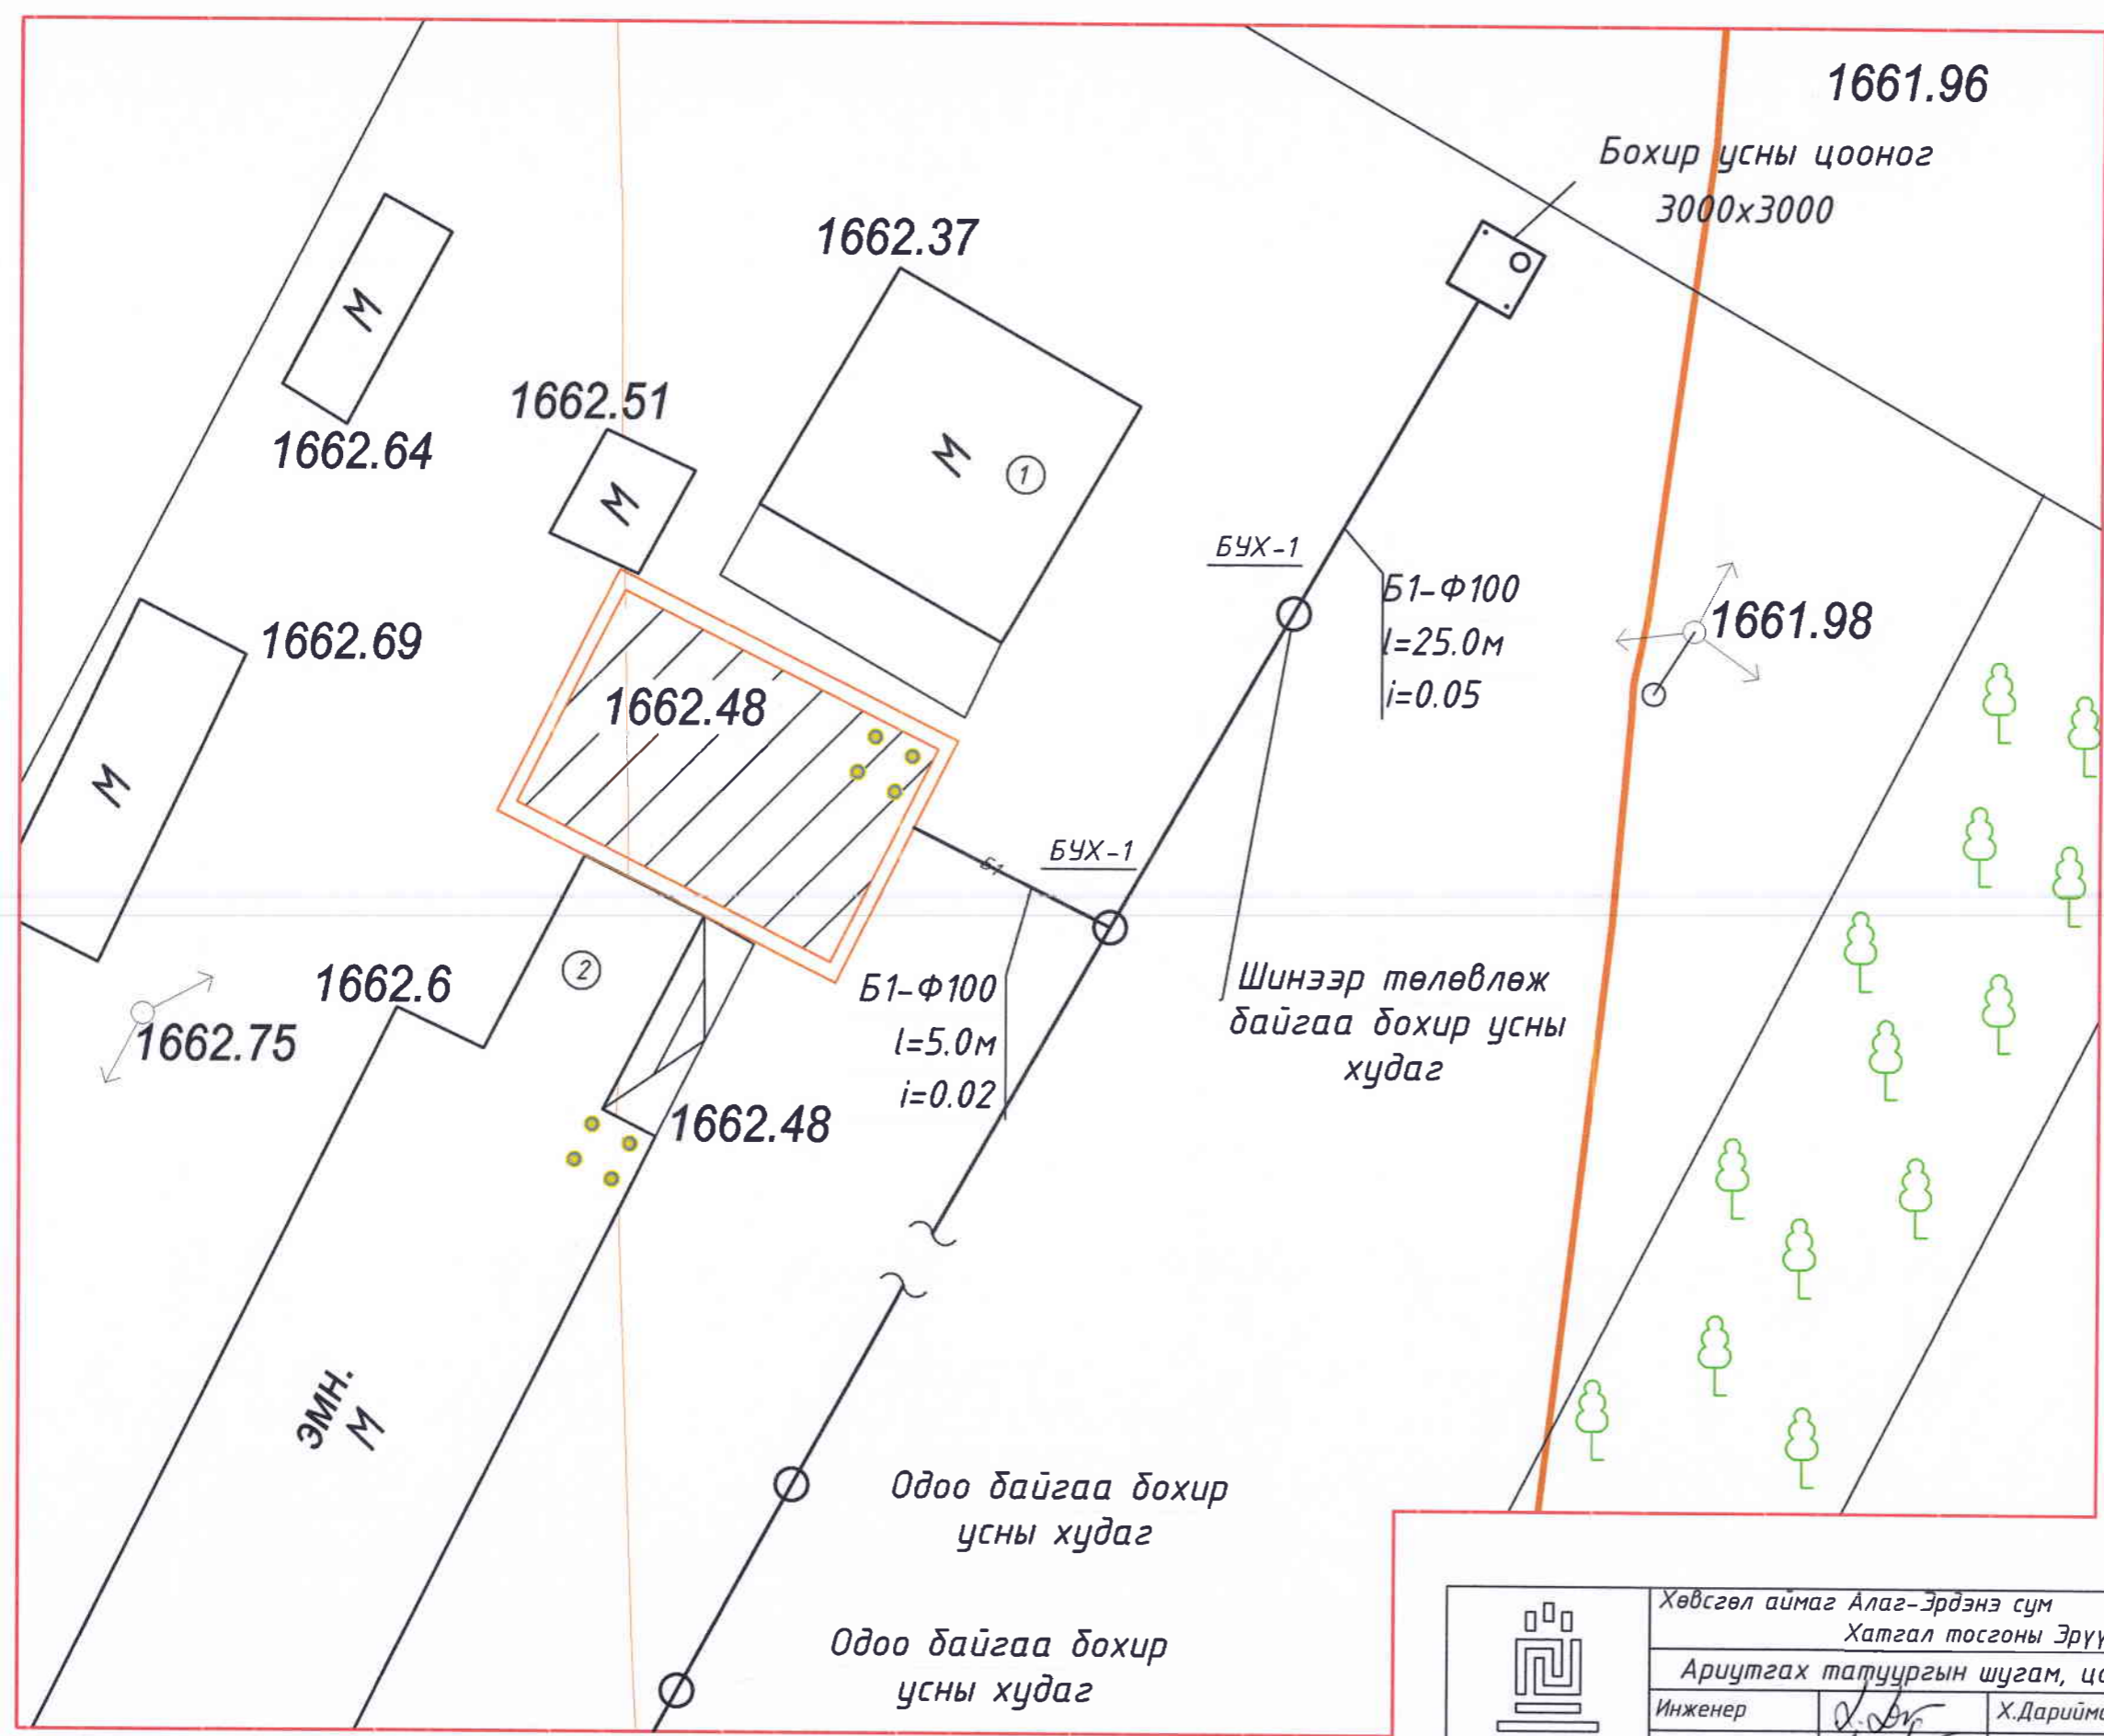 1661.96
Бохир усны цооног
3000х3000
1662.37
М
1662.51
1662.64
М
М
1
БУХ-1
Б1-Ф100
l=25.0м
i=0.05
1661.98
1662.69
1662.48
М
БУХ-1
Б1
2
1662.6
1662.75
Б1-Ф100
l=5.0м
i=0.02
Шинээр төлөвлөж
байгаа бохир усны
худаг
1662.48
ЭМН.
М
Одоо байгаа бохир
усны худаг
Одоо байгаа бохир
усны худаг
Хөвсгөл аймаг Алаг-Эрдэнэ сум
Хатгал тосгоны
Ариутгах татуургын шугам,
Инженер